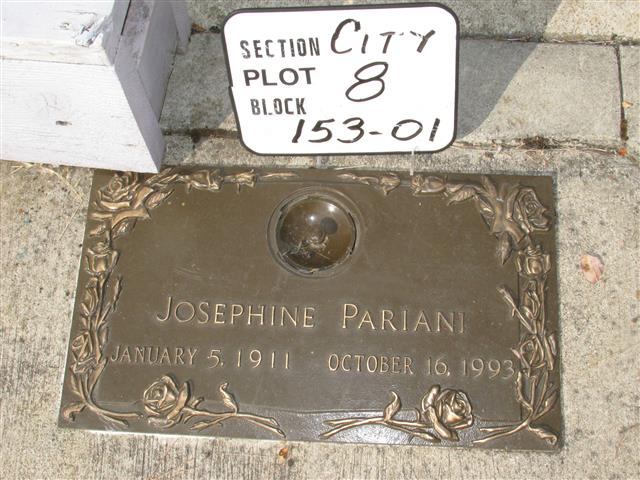 SECTION CITY
PLOT 8
BLOCK 153-01
JOSEPHINE PARIANI
JANUARY 5, 1911 OCTOBER 16, 1993